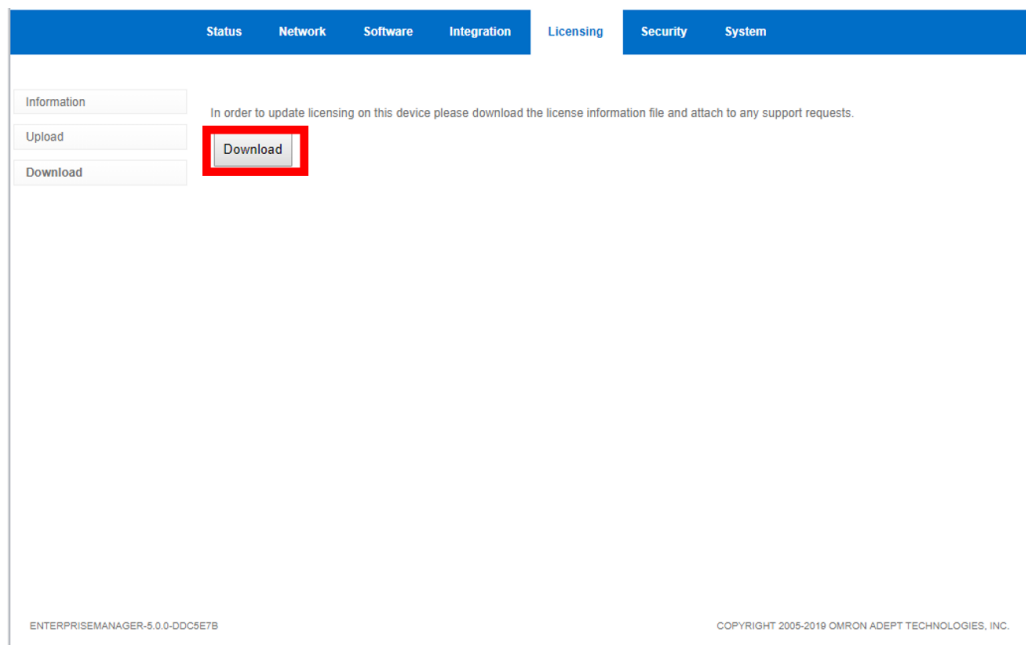 Status Network Software Integration Licensing Security System
Information
Upload
Download
In order to update licensing on this device please download the license information file and attach to any support requests.
Download
ENTERPRISEMANAGER-5.0.0-DDC5E7B
COPYRIGHT 2005-2019 OMRON ADEPT TECHNOLOGIES, INC.